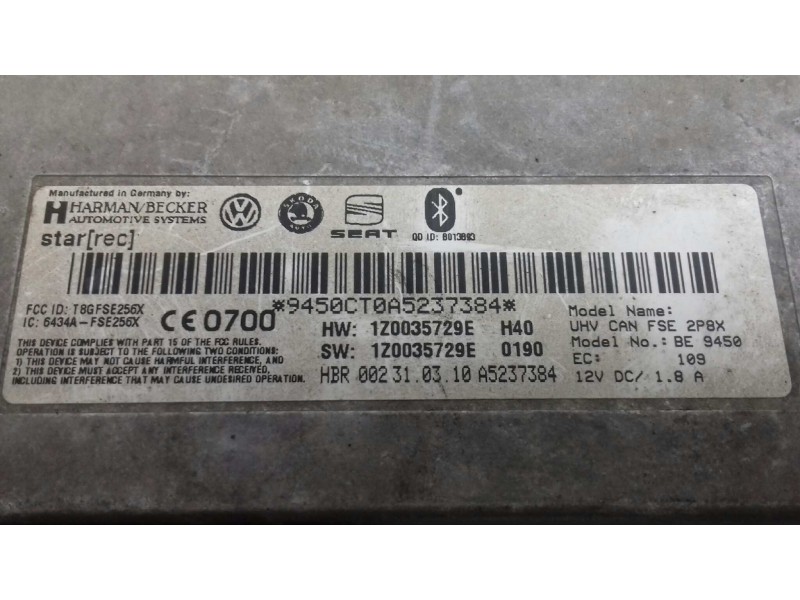 Manufactured in Germany by:
HARMAN/BECKER
AUTOMOTIVE SYSTEMS
star[rec]
VW
SKODA
AUTO
SEAT
QD ID: B013893
FCC ID: T8GFSE256X
IC: 6434A-FSE256X
CE 0700
*9450CT0A5237384*
HW: 1Z0035729E H40
SW: 1Z0035729E 0190
HBR 002 31.03.10 A5237384
Model Name:
UHV CAN FSE 2P8X
Model No.: BE 9450
EC: 109
12V DC/ 1.8 A
THIS DEVICE COMPLIES WITH PART 15 OF THE FCC RULES.
OPERATION IS SUBJECT TO THE FOLLOWING TWO CONDITIONS:
1) THIS DEVICE MAY NOT CAUSE HARMFUL INTERFERENCE, AND
2) THIS DEVICE MUST ACCEPT ANY INTERFERENCE RECEIVED,
INCLUDING INTERFERENCE THAT MAY CAUSE UNDESIRED OPERATION.